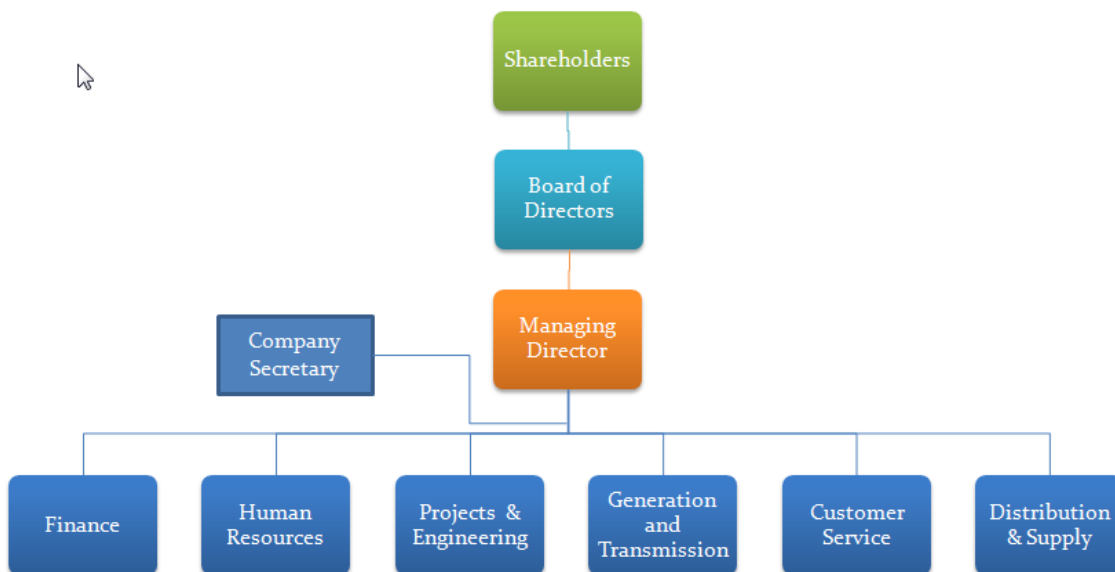 Shareholders
Board of
Directors
Managing
Director
Company
Secretary
Finance
Human
Resources
Projects &
Engineering
Generation
and
Transmission
Customer
Service
Distribution
& Supply